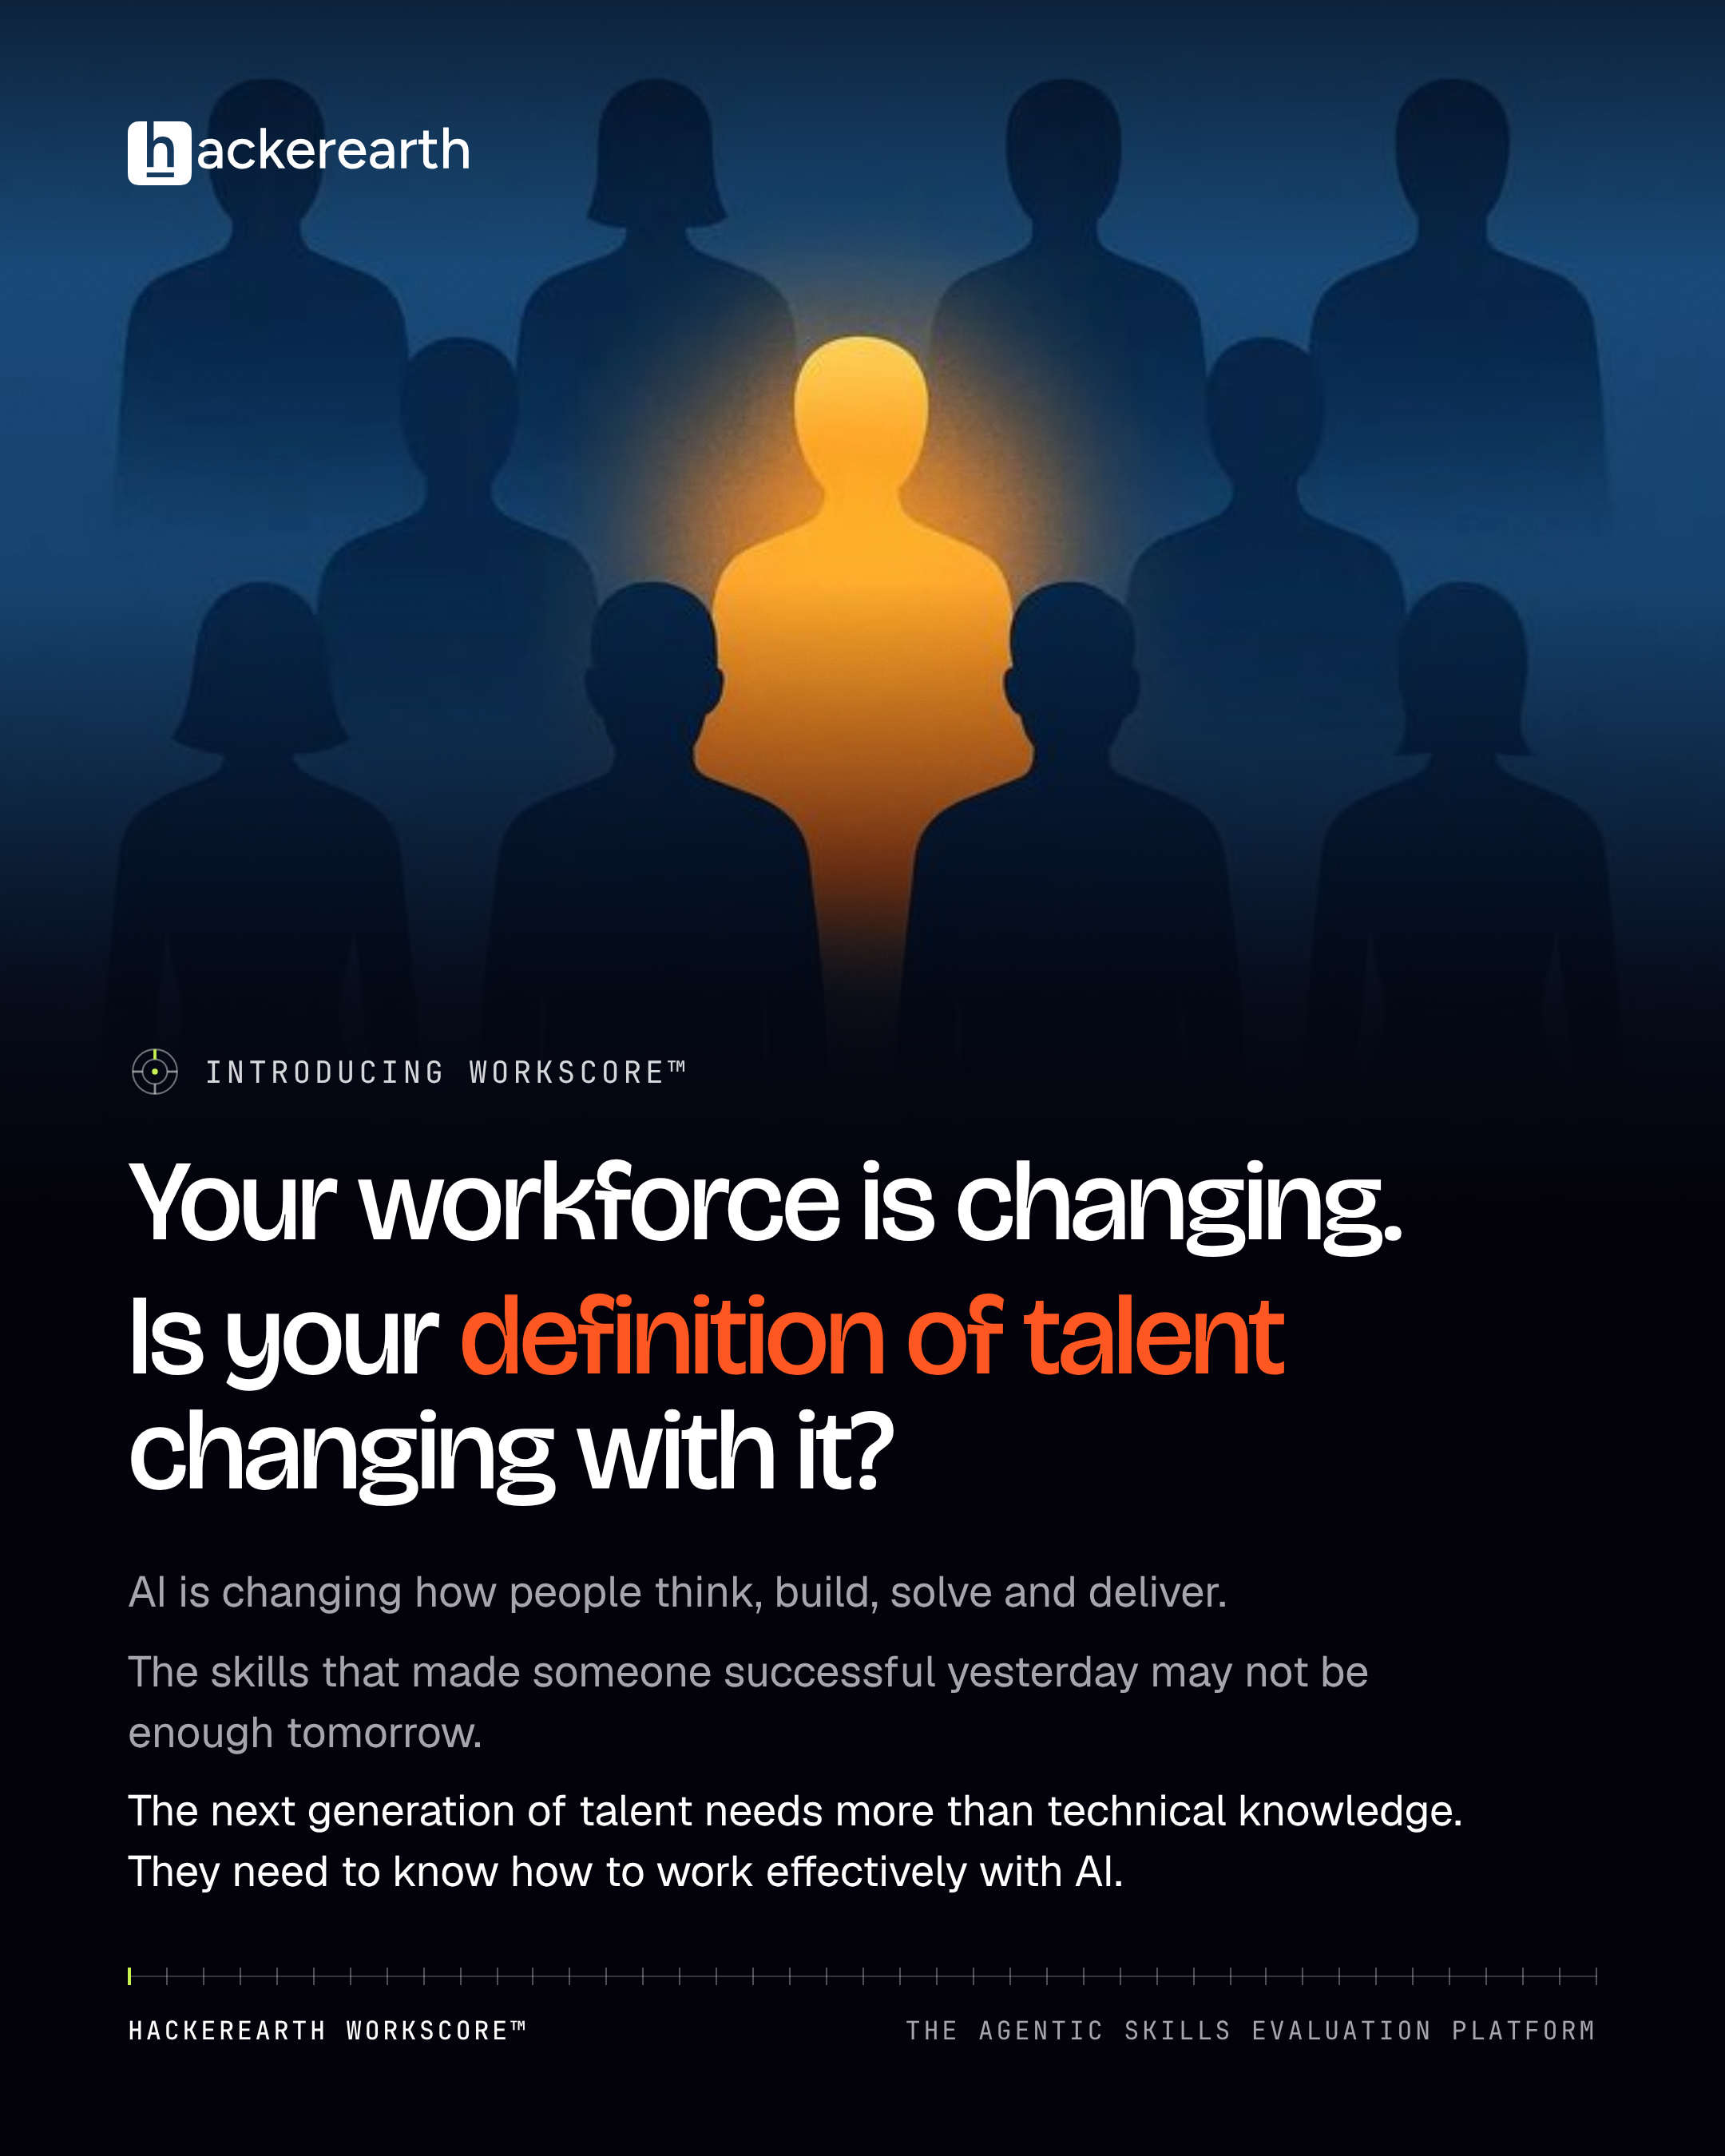 hackerearth
INTRODUCING WORKSCORE™
Your workforce is changing.
Is your definition of talent
changing with it?
AI is changing how people think, build, solve and deliver.
The skills that made someone successful yesterday may not be
enough tomorrow.
The next generation of talent needs more than technical knowledge.
They need to know how to work effectively with AI.
HACKEREARTH WORKSCORE™
THE AGENTIC SKILLS EVALUATION PLATFORM